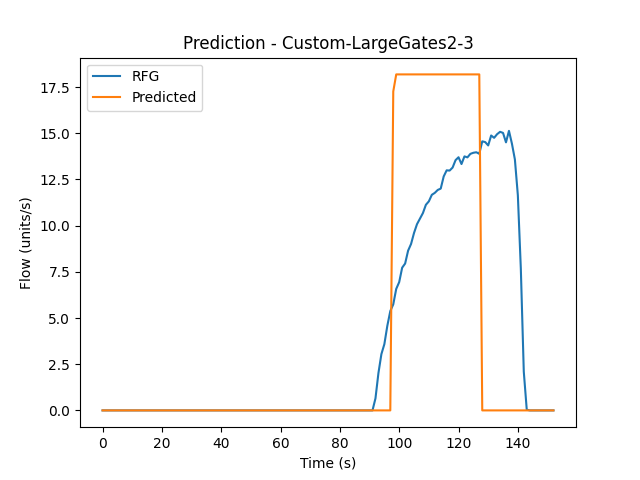 Prediction - Custom-LargeGates2-3
RFG
Predicted
17.5
15.0
12.5
10.0
7.5
5.0
2.5
0.0
Flow (units/s)
0 20 40 60 80 100 120 140
Time (s)